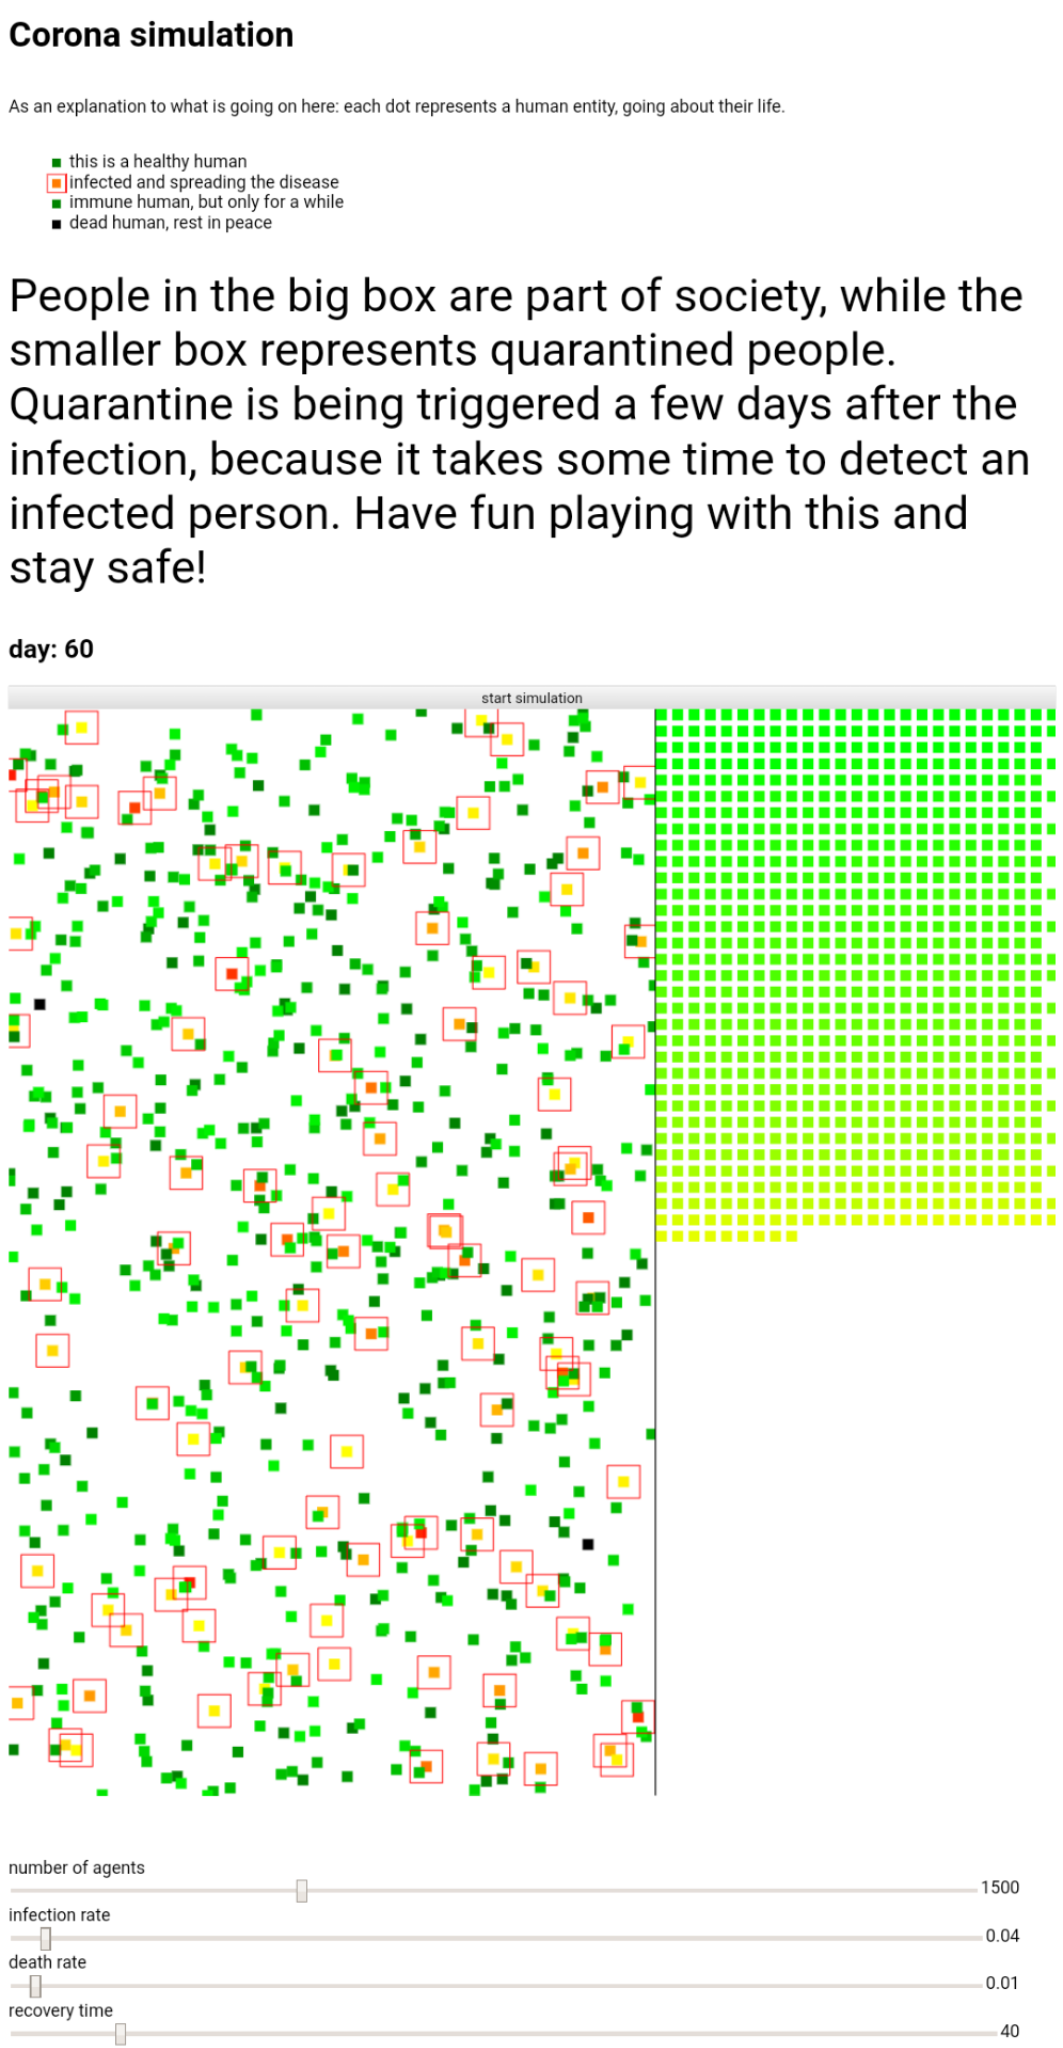 Corona simulation
As an explanation to what is going on here: each dot represents a human entity, going about their life.
this is a healthy human
infected and spreading the disease
immune human, but only for a while
dead human, rest in peace
People in the big box are part of society, while the
smaller box represents quarantined people.
Quarantine is being triggered a few days after the
infection, because it takes some time to detect an
infected person. Have fun playing with this and
stay safe!
day: 60
start simulation
number of agents
1500
infection rate
0.04
death rate
0.01
recovery time
40